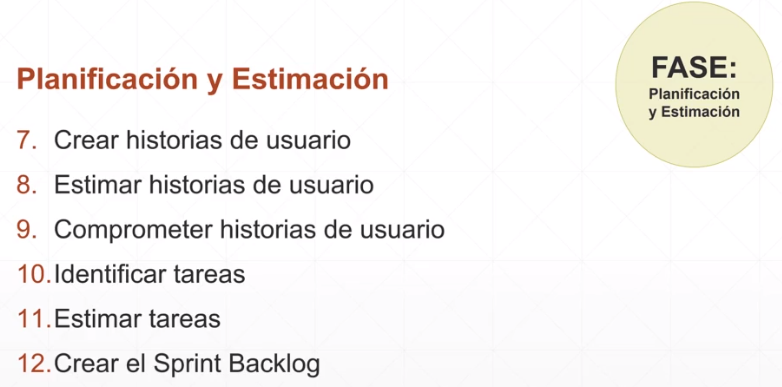 Planificación y Estimación
7. Crear historias de usuario
8. Estimar historias de usuario
9. Comprometer historias de usuario
10. Identificar tareas
11. Estimar tareas
12. Crear el Sprint Backlog
FASE:
Planificación
y Estimación